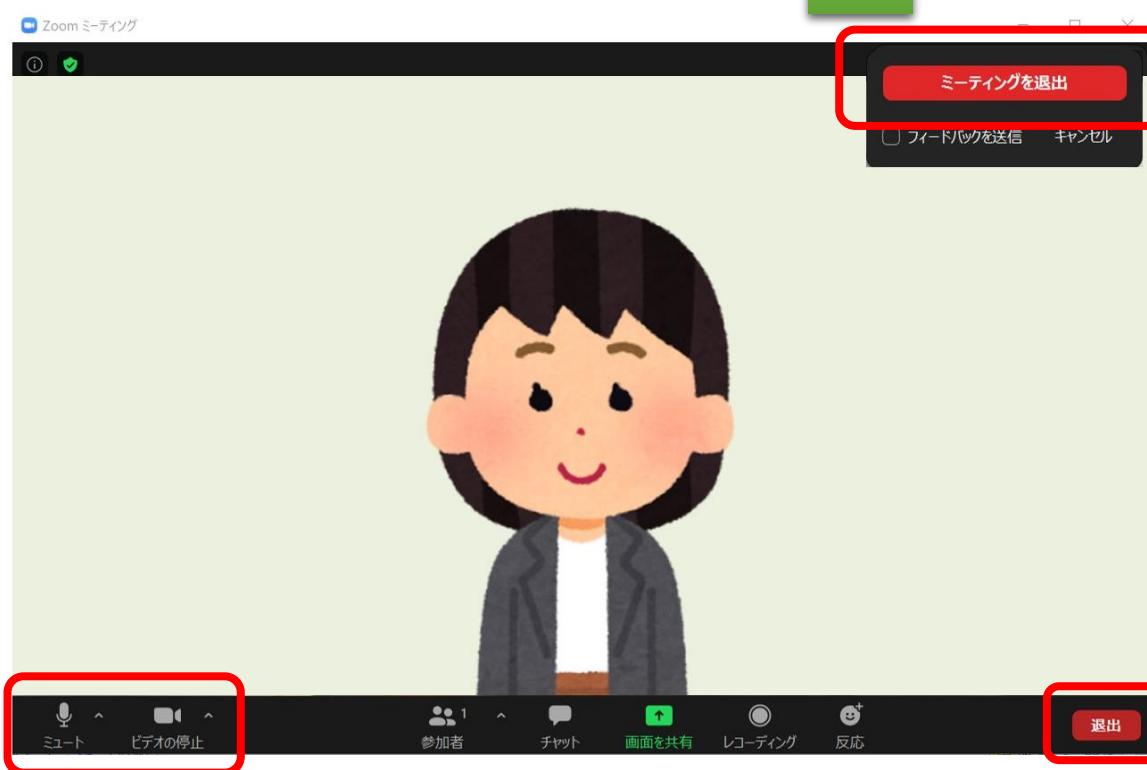 Zoom ミーティング
ミーティングを退出
フィードバックを送信 キャンセル
1
ミュート ビデオの停止 参加者 チャット 画面を共有 レコーディング 反応 退出